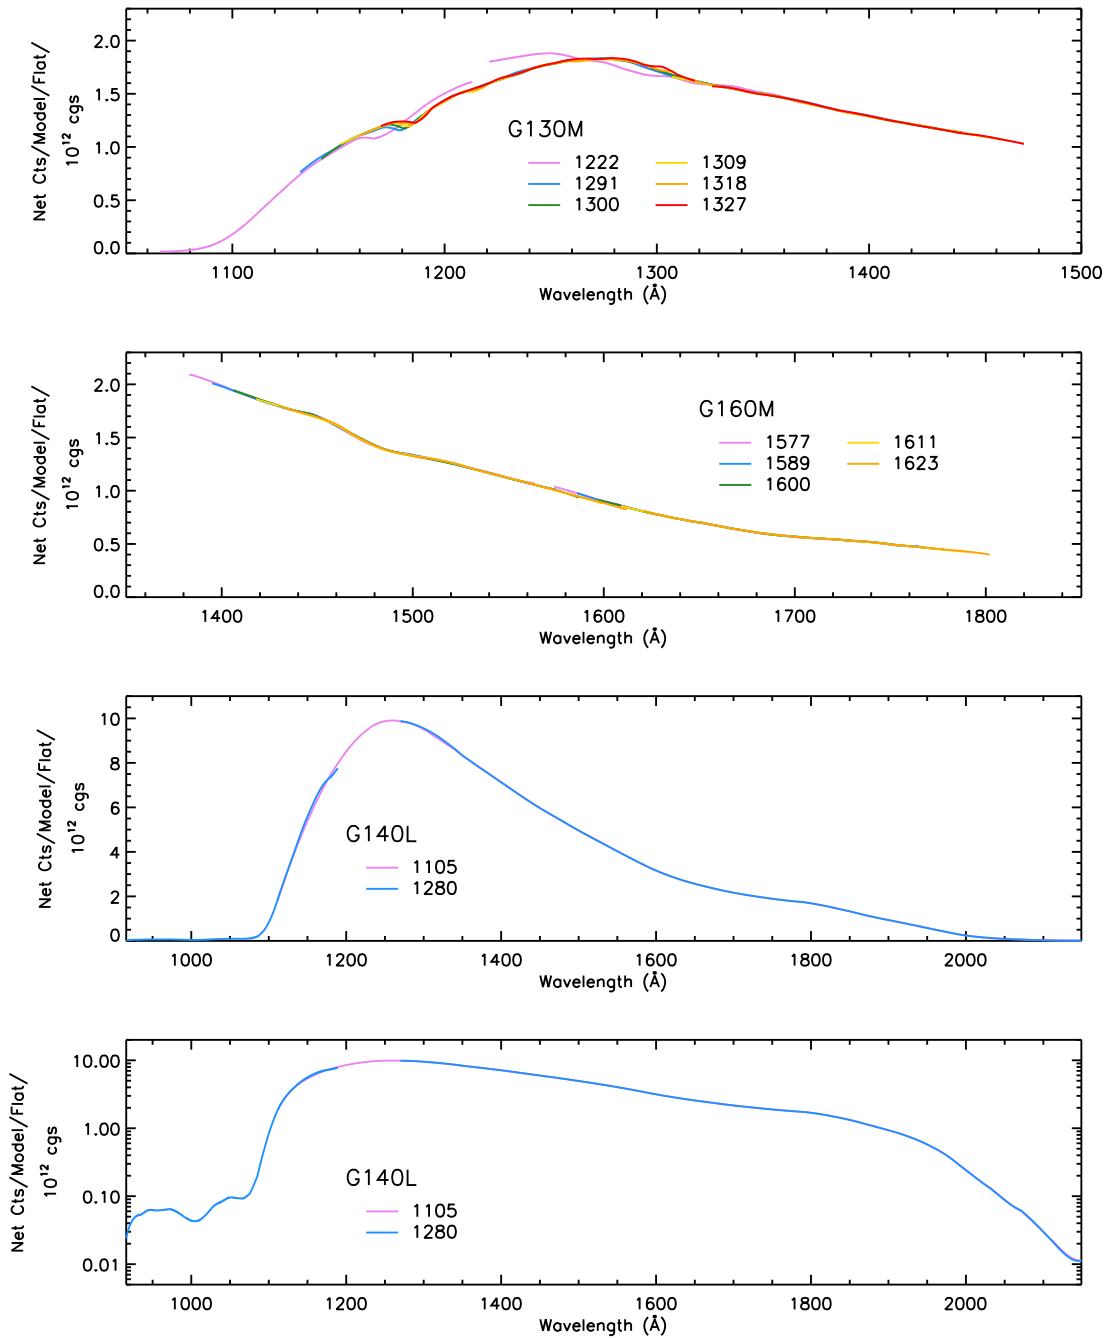 2.0
1.5
1.0
0.5
0.0
Net Cts/Model/Flat/
10¹² cgs
G130M
1222 1309
1291 1318
1300 1327
1100 1200 1300 1400 1500
Wavelength (Å)
2.0
1.5
1.0
0.5
0.0
Net Cts/Model/Flat/
10¹² cgs
G160M
1577 1611
1589 1623
1600
1400 1500 1600 1700 1800
Wavelength (Å)
10
8
6
4
2
0
Net Cts/Model/Flat/
10¹² cgs
G140L
1105
1280
1000 1200 1400 1600 1800 2000
Wavelength (Å)
10.00
1.00
0.10
0.01
Net Cts/Model/Flat/
10¹² cgs
G140L
1105
1280
1000 1200 1400 1600 1800 2000
Wavelength (Å)